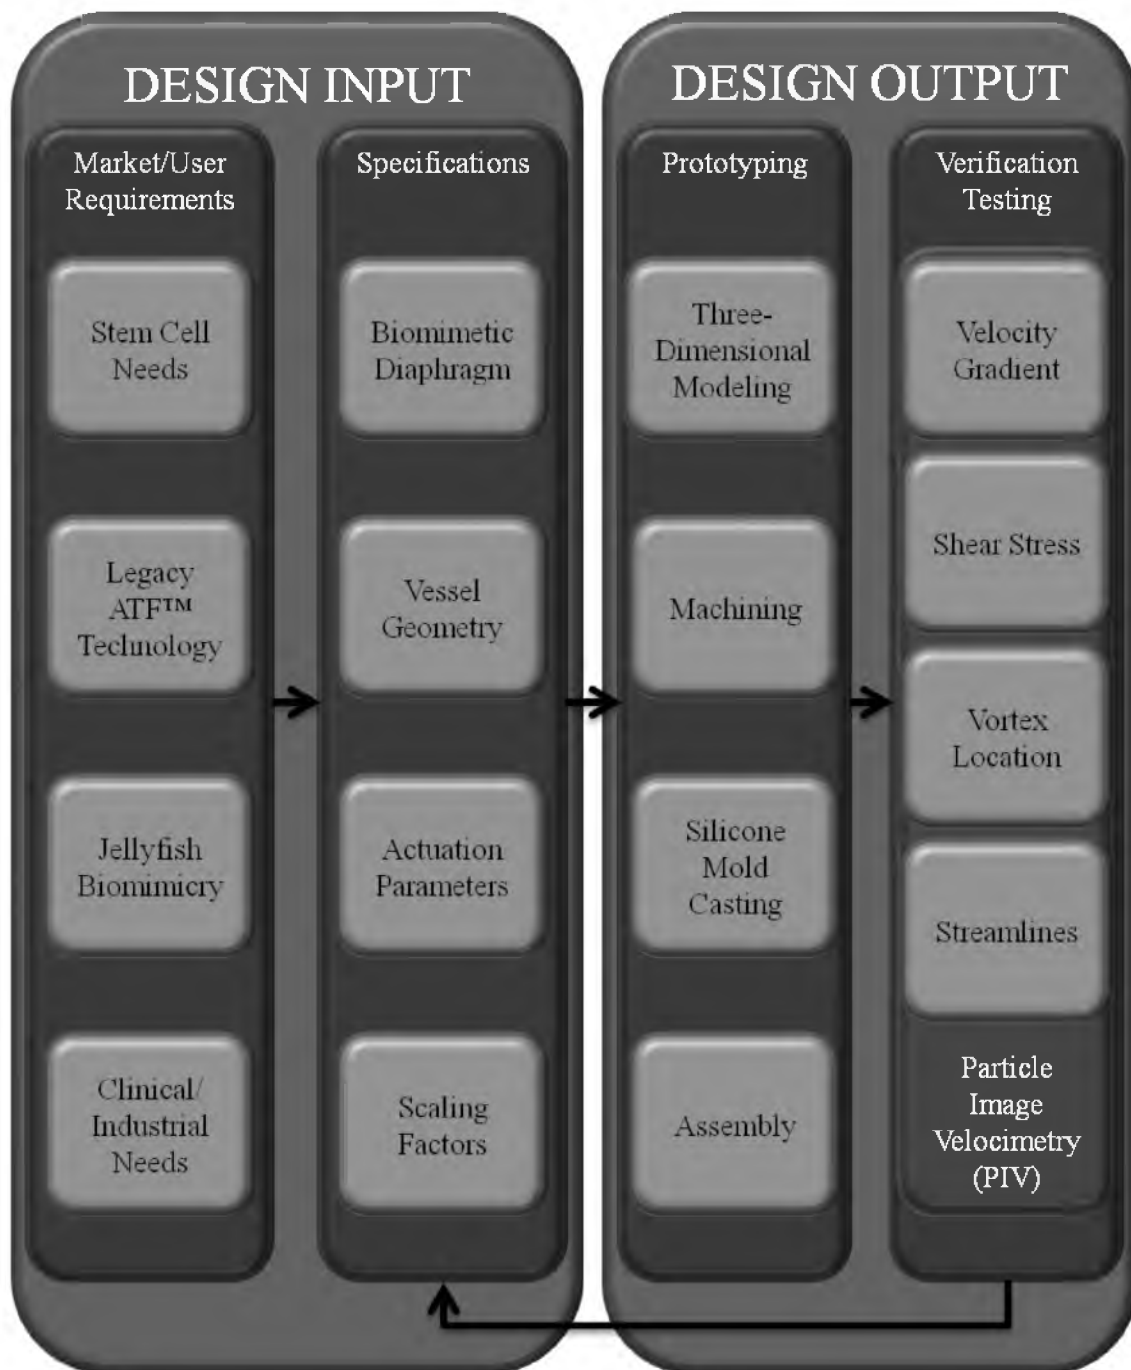 DESIGN INPUT
Market/User
Requirements
Stem Cell
Needs
Legacy
ATF™
Technology
Jellyfish
Biomimicry
Clinical/
Industrial
Needs
Specifications
Biomimetic
Diaphragm
Vessel
Geometry
Actuation
Parameters
Scaling
Factors
DESIGN OUTPUT
Prototyping
Three-
Dimensional
Modeling
Machining
Silicone
Mold
Casting
Assembly
Verification
Testing
Velocity
Gradient
Shear Stress
Vortex
Location
Streamlines
Particle
Image
Velocimetry
(PIV)